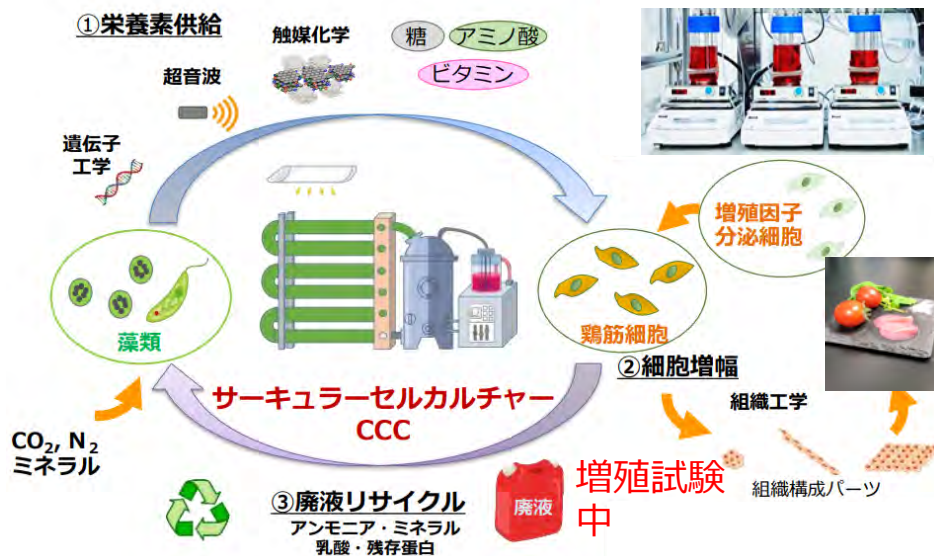 ①栄養素供給
触媒化学
糖
アミノ酸
ビタミン
超音波
遺伝子
工学
増殖因子
分泌細胞
藻類
鶏筋細胞
②細胞増幅
サーキュラーセルカルチャー
CCC
組織工学
CO₂, N₂
ミネラル
組織構成パーツ
③廃液リサイクル
アンモニア・ミネラル
乳酸・残存蛋白
廃液
増殖試験
中